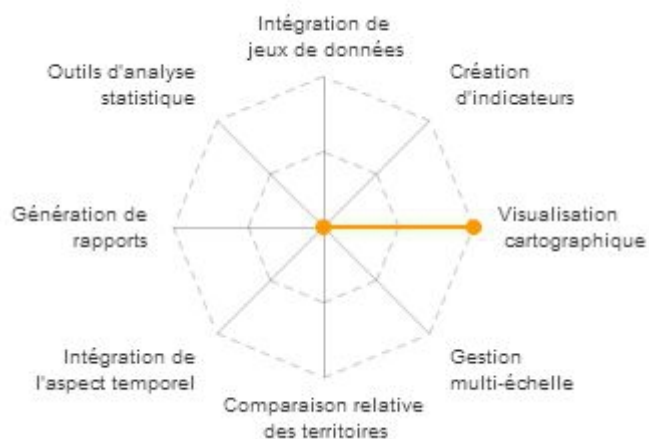 Intégration de
jeux de données
Outils d'analyse
statistique
Création
d'indicateurs
Génération de
rapports
Visualisation
cartographique
Intégration de
l'aspect temporel
Gestion
multi-échelle
Comparaison relative
des territoires